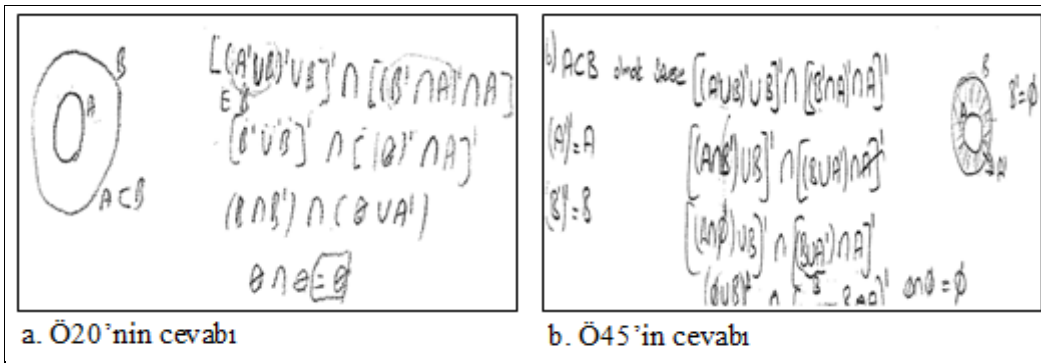 B
A
A⊂B
[(A'∪B)'∪B]' ∩ [(B'∩A)'∩A]
E B
[B'∪B]' ∩ [(∅)'∩A]'
(B∩B') ∩ (∅∪A')
∅∩∅=∅
b) A⊂B olmak üzere [(A'∪B)'∪B]' ∩ [(B'∩A)'∩A]'
(A')'=A
(B')'=B
[(A∩B')∪B]' ∩ [(B∪A')∩A]'
[(A∩∅)∪B]' ∩ [(B∪A')∩A]'
(∅∪B)' ∩
∅∩∅=∅
B
A
B'=∅
A'
a. Ö20’nin cevabı
b. Ö45’in cevabı